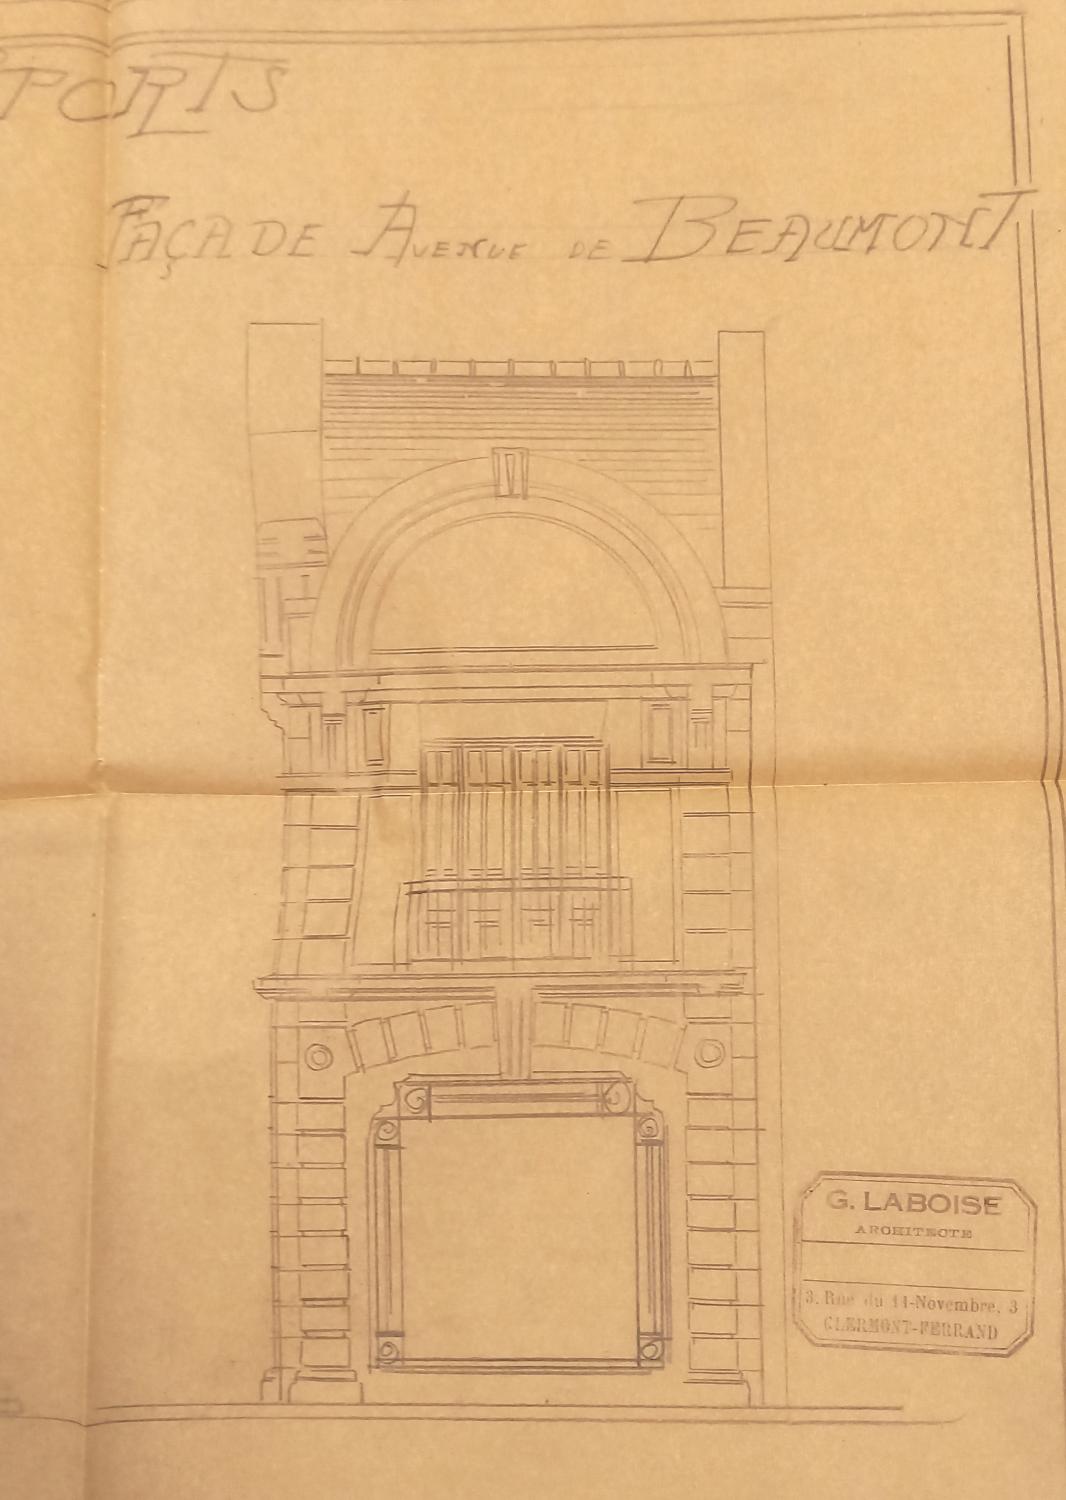 PORTS
FAÇADE AVENUE DE BEAUMONT
G. LABOISE
ARCHITECTE
3, Rue du 11-Novembre, 3
CLERMONT-FERRAND